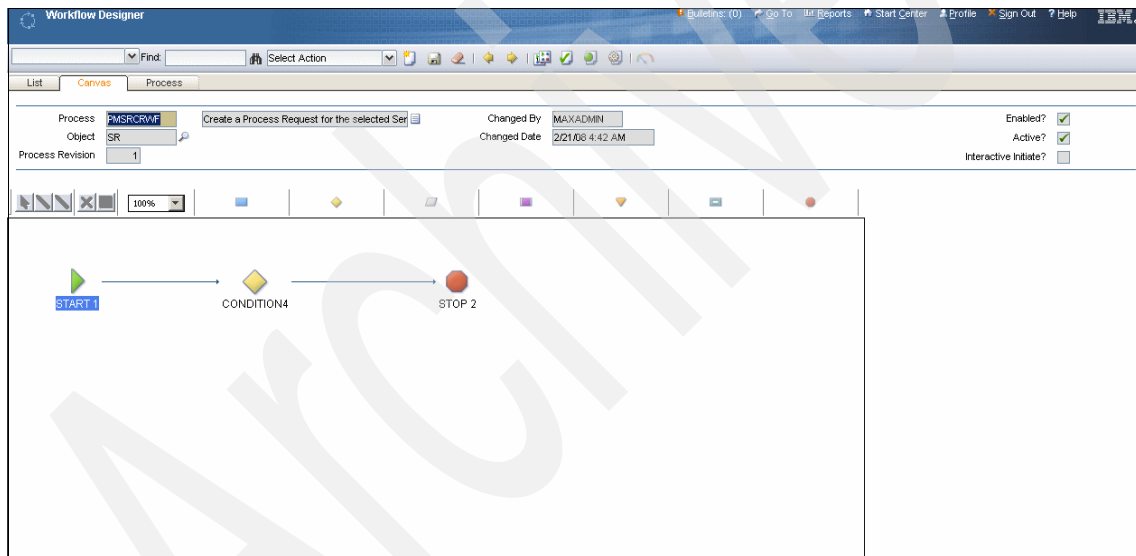 Workflow Designer
Bulletins: (0) Go To Reports Start Center Profile Sign Out ? Help IBM.
Find: Select Action
List Canvas Process
Process PMSRCRWF Create a Process Request for the selected Ser Changed By MAXADMIN Enabled?
Object SR Changed Date 2/21/08 4:42 AM Active?
Process Revision 1 Interactive Initiate?
100%
START 1 CONDITION4 STOP 2
Archive